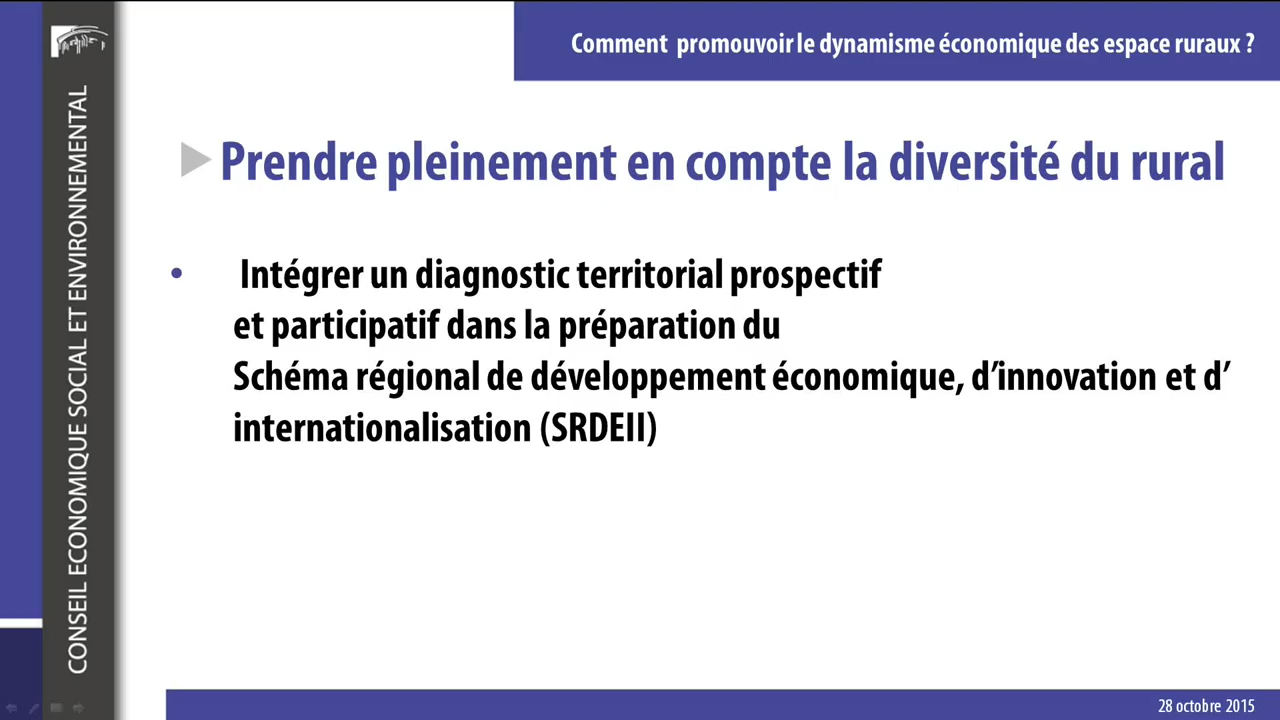 Comment promouvoir le dynamisme économique des espace ruraux ?
CONSEIL ECONOMIQUE SOCIAL ET ENVIRONNEMENTAL
Prendre pleinement en compte la diversité du rural
• Intégrer un diagnostic territorial prospectif
et participatif dans la préparation du
Schéma régional de développement économique, d’innovation et d’
internationalisation (SRDEII)
28 octobre 2015